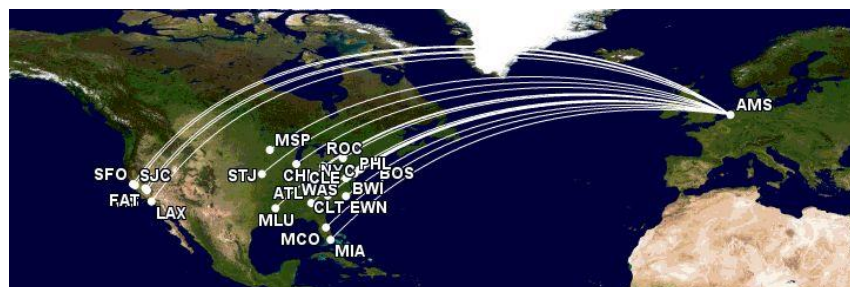 AMS
MSP
ROC
PHL
NYC
BOS
SFO
SJC
STJ
CHI
CLE
FAT
LAX
ATL
WAS
BWI
MLU
CLT
EWN
MCO
MIA